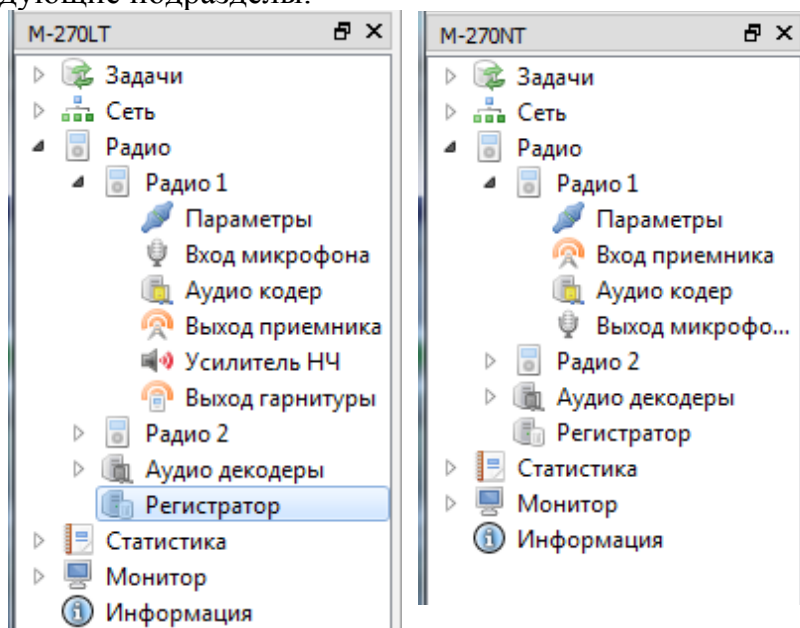 дующие подразделы:
M-270LT
Задачи
Сеть
Радио
Радио 1
Параметры
Вход микрофона
Аудио кодер
Выход приемника
Усилитель НЧ
Выход гарнитуры
Радио 2
Аудио декодеры
Регистратор
Статистика
Монитор
Информация
M-270NT
Задачи
Сеть
Радио
Радио 1
Параметры
Вход приемника
Аудио кодер
Выход микрофо...
Радио 2
Аудио декодеры
Регистратор
Статистика
Монитор
Информация